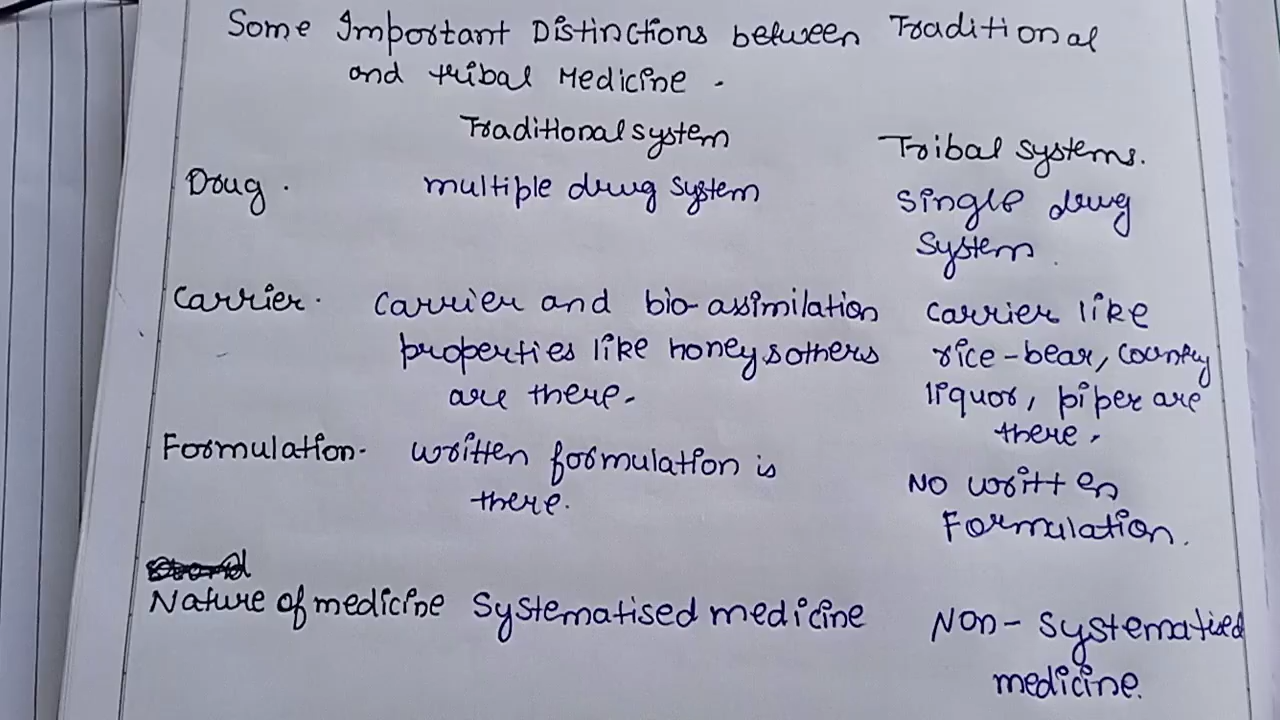 Some Important Distinctions between Traditional
and tribal Medicine.
Traditional system Tribal systems.
Drug. multiple drug system single drug
system.
Carrier. Carrier and bio-assimilation carrier like
properties like honey & others rice-bear, country
are there. liquor, piper are
there.
Formulation. written formulation is
there. NO written
Formulation.
Nature of medicine Systematised medicine Non-systematised
medicine.